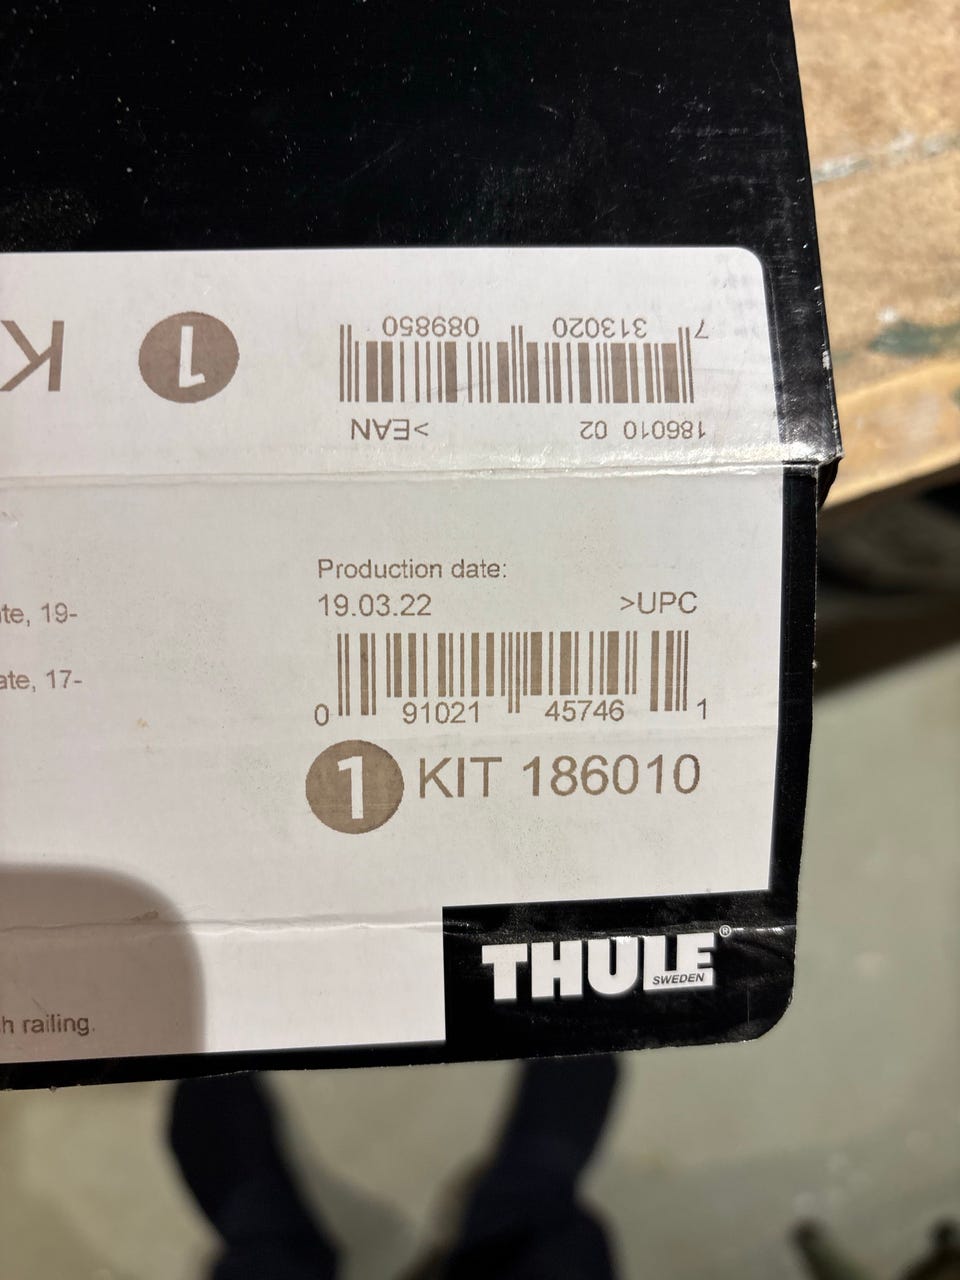 K 1
7 313020 089850
186010 02 >EAN
Production date:
19.03.22 >UPC
te, 19-
ate, 17-
0 91021 45746 1
1 KIT 186010
THULE®
SWEDEN
h railing.